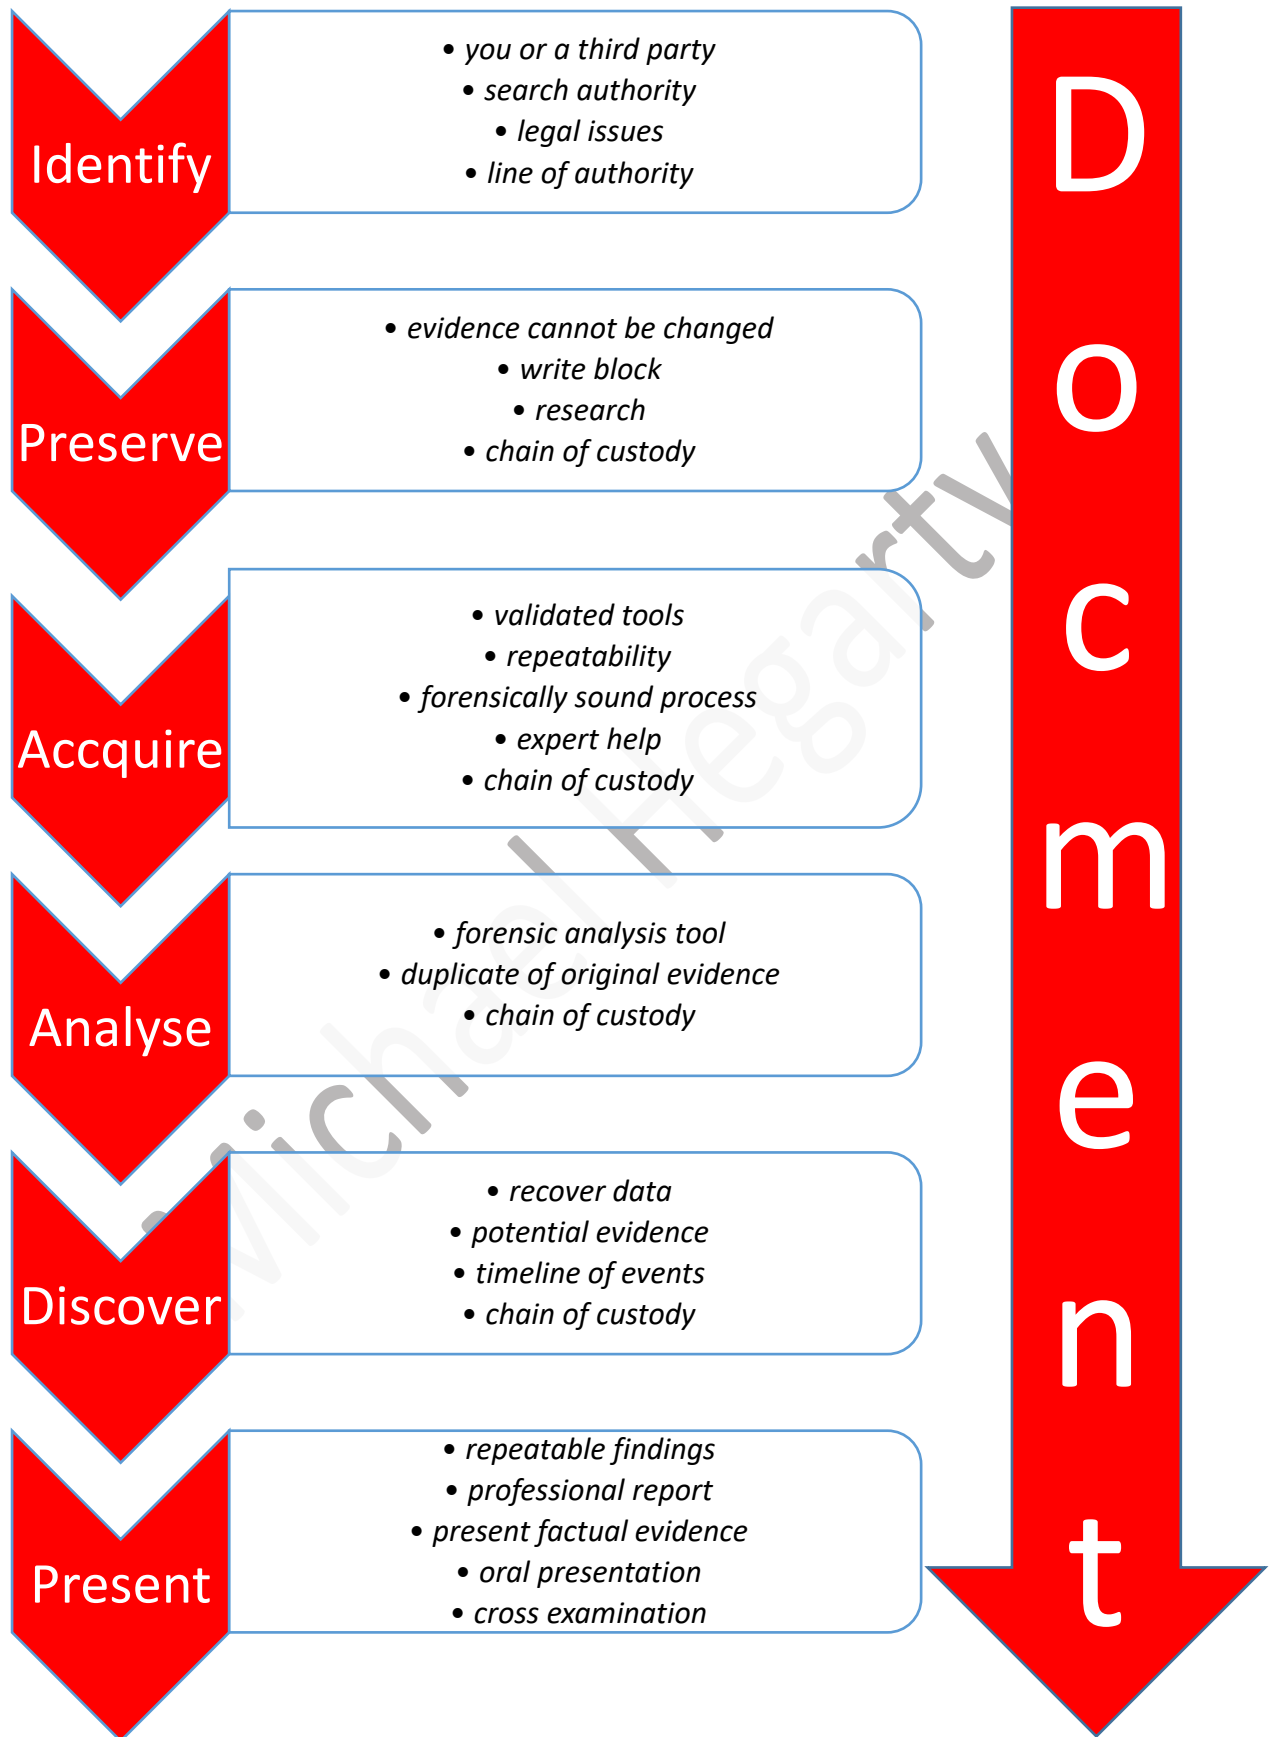 Identify
• you or a third party
• search authority
• legal issues
• line of authority
Preserve
• evidence cannot be changed
• write block
• research
• chain of custody
Accquire
• validated tools
• repeatability
• forensically sound process
• expert help
• chain of custody
Analyse
• forensic analysis tool
• duplicate of original evidence
• chain of custody
Discover
• recover data
• potential evidence
• timeline of events
• chain of custody
Present
• repeatable findings
• professional report
• present factual evidence
• oral presentation
• cross examination
D
o
c
m
e
n
t
Michael Hegarty